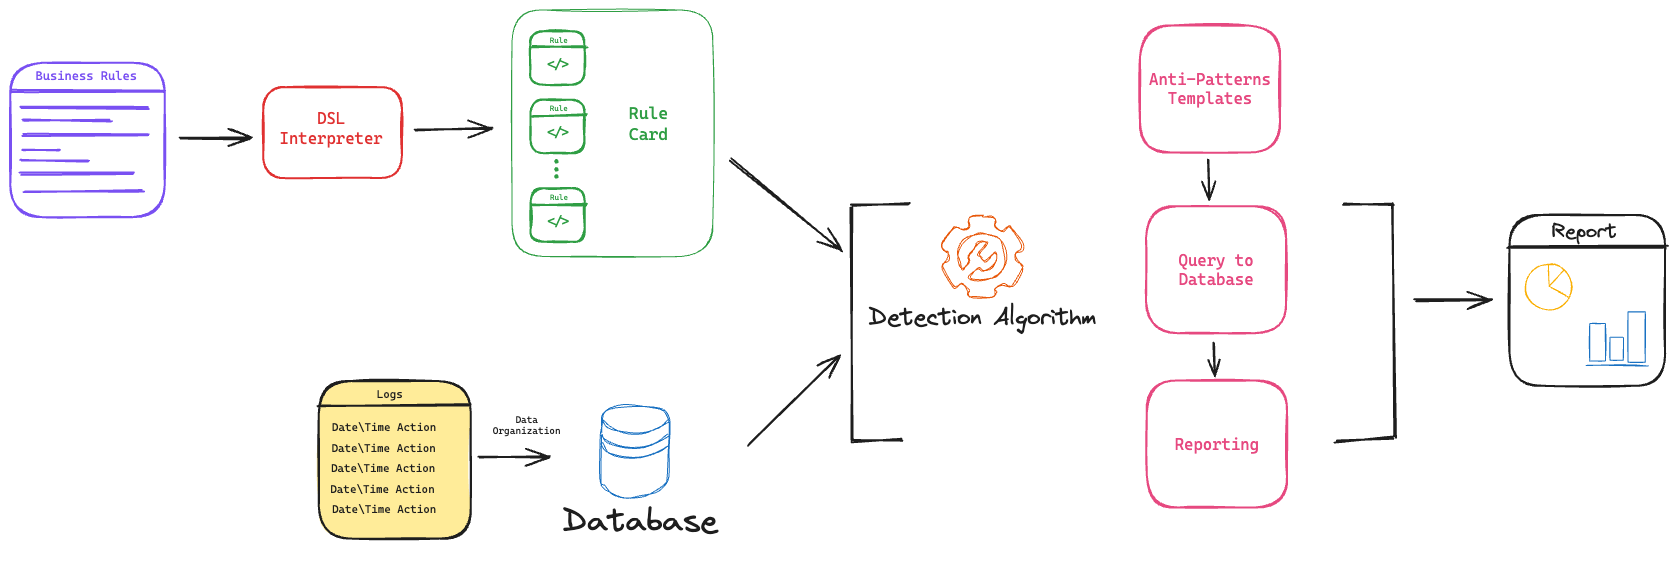 Business Rules
DSL
Interpreter
Rule
</>
Rule
</>
Rule
</>
Rule
Card
Logs
Date\Time Action
Date\Time Action
Date\Time Action
Date\Time Action
Date\Time Action
Data
Organization
Database
Detection Algorithm
Anti-Patterns
Templates
Query to
Database
Reporting
Report